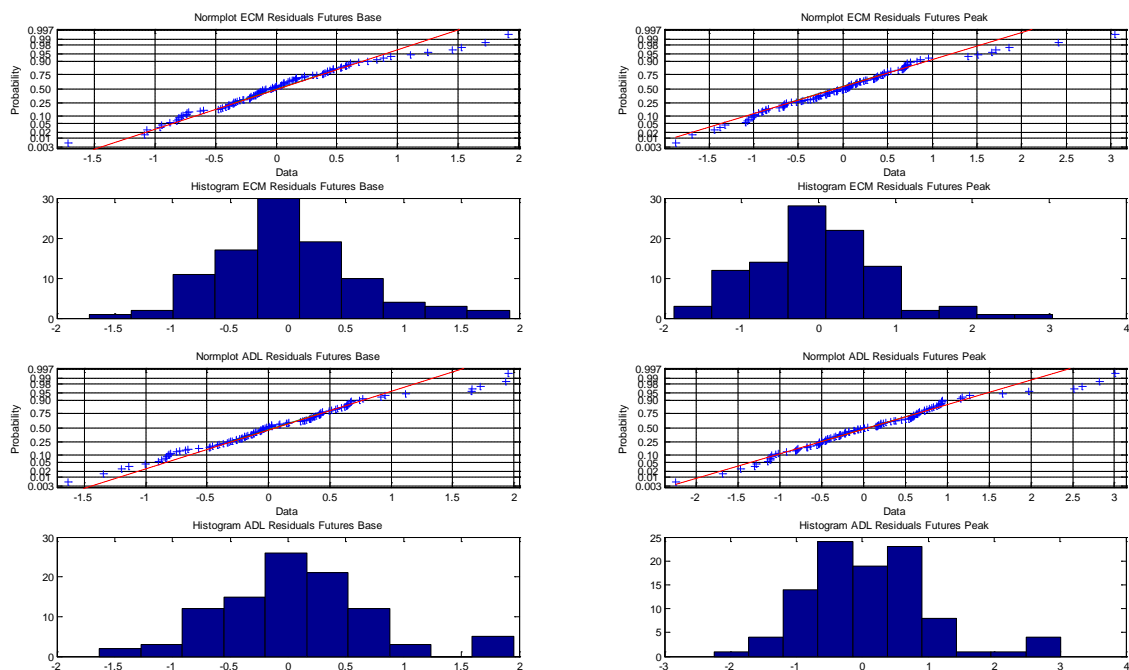 Normplot ECM Residuals Futures Base
0.997
0.99
0.98
0.95
0.90
0.75
0.50
0.25
0.10
0.05
0.02
0.01
0.003
Probability
-1.5 -1 -0.5 0 0.5 1 1.5 2
Data
Normplot ECM Residuals Futures Peak
0.997
0.99
0.98
0.95
0.90
0.75
0.50
0.25
0.10
0.05
0.02
0.01
0.003
Probability
-1.5 -1 -0.5 0 0.5 1 1.5 2 2.5 3
Data
Histogram ECM Residuals Futures Base
30
20
10
0
-2 -1.5 -1 -0.5 0 0.5 1 1.5 2
Histogram ECM Residuals Futures Peak
30
20
10
0
-2 -1 0 1 2 3 4
Normplot ADL Residuals Futures Base
0.997
0.99
0.98
0.95
0.90
0.75
0.50
0.25
0.10
0.05
0.02
0.01
0.003
Probability
-1.5 -1 -0.5 0 0.5 1 1.5 2
Data
Normplot ADL Residuals Futures Peak
0.997
0.99
0.98
0.95
0.90
0.75
0.50
0.25
0.10
0.05
0.02
0.01
0.003
Probability
-2 -1.5 -1 -0.5 0 0.5 1 1.5 2 2.5 3
Data
Histogram ADL Residuals Futures Base
30
20
10
0
-2 -1.5 -1 -0.5 0 0.5 1 1.5 2
Histogram ADL Residuals Futures Peak
25
20
15
10
5
0
-3 -2 -1 0 1 2 3 4